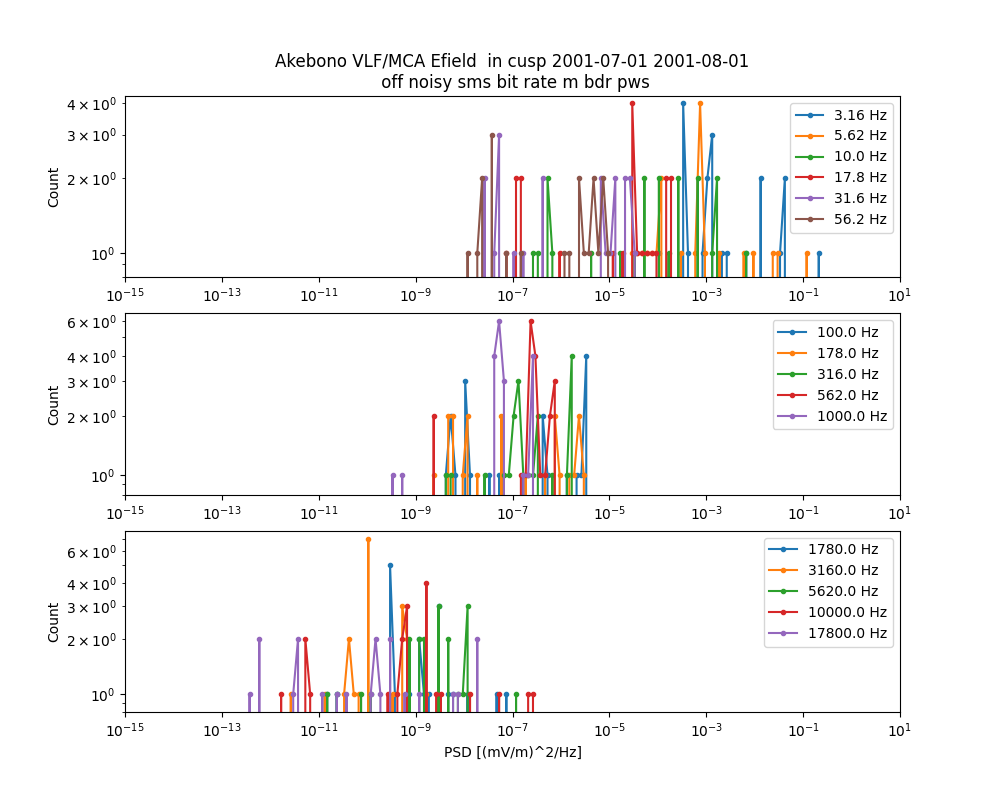 Akebono VLF/MCA Efield  in cusp 2001-07-01 2001-08-01
off noisy sms bit rate m bdr pws
4 × 10⁰
3 × 10⁰
2 × 10⁰
10⁰
Count
3.16 Hz
5.62 Hz
10.0 Hz
17.8 Hz
31.6 Hz
56.2 Hz
10⁻¹⁵ 10⁻¹³ 10⁻¹¹ 10⁻⁹ 10⁻⁷ 10⁻⁵ 10⁻³ 10⁻¹ 10¹
6 × 10⁰
4 × 10⁰
3 × 10⁰
2 × 10⁰
10⁰
Count
100.0 Hz
178.0 Hz
316.0 Hz
562.0 Hz
1000.0 Hz
10⁻¹⁵ 10⁻¹³ 10⁻¹¹ 10⁻⁹ 10⁻⁷ 10⁻⁵ 10⁻³ 10⁻¹ 10¹
6 × 10⁰
4 × 10⁰
3 × 10⁰
2 × 10⁰
10⁰
Count
1780.0 Hz
3160.0 Hz
5620.0 Hz
10000.0 Hz
17800.0 Hz
10⁻¹⁵ 10⁻¹³ 10⁻¹¹ 10⁻⁹ 10⁻⁷ 10⁻⁵ 10⁻³ 10⁻¹ 10¹
PSD [(mV/m)^2/Hz]